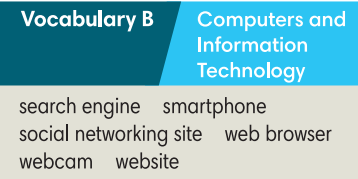 Vocabulary B
Computers and
Information
Technology
search engine smartphone
social networking site web browser
webcam website